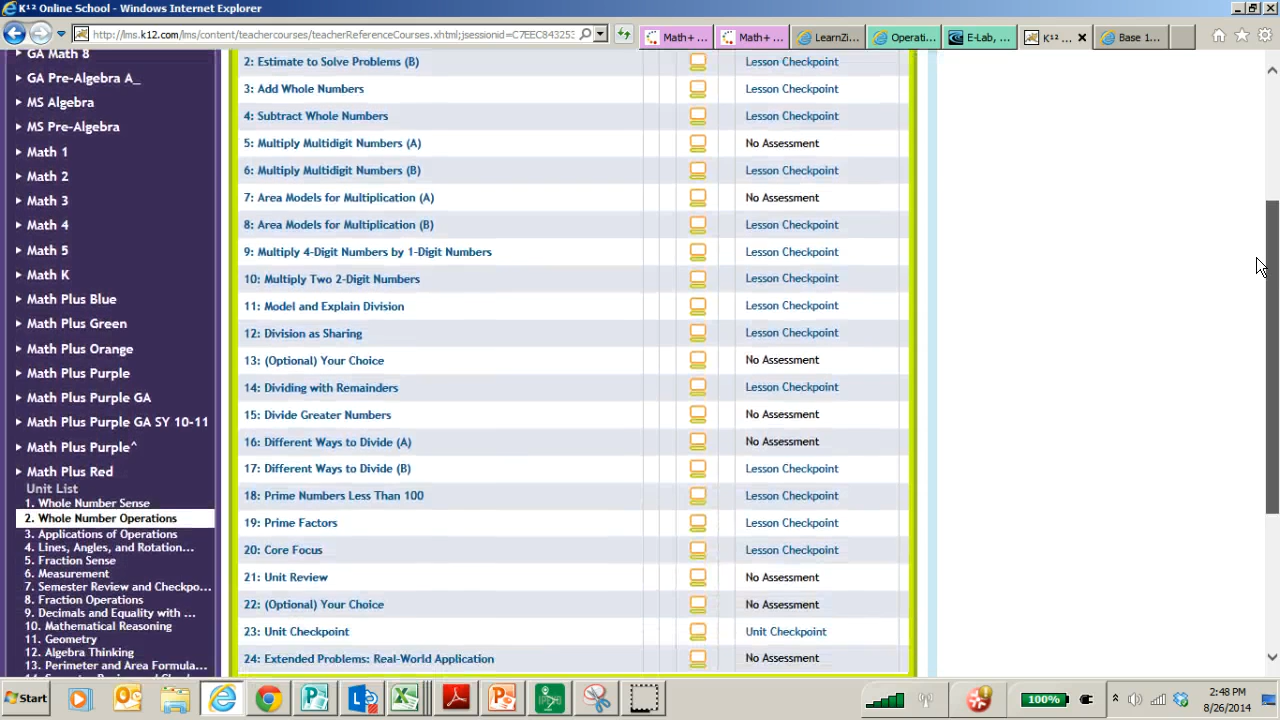 K¹² Online School - Windows Internet Explorer
http://lms.k12.com/lms/content/teachercourses/teacherReferenceCourses.xhtml;jsessionid=C7EEC843253
Math+ ...
Math+ ...
LearnZi...
Operati...
E-Lab, ...
K¹² ...
Base 1...
GA Math 8
GA Pre-Algebra A_
MS Algebra
MS Pre-Algebra
Math 1
Math 2
Math 3
Math 4
Math 5
Math K
Math Plus Blue
Math Plus Green
Math Plus Orange
Math Plus Purple
Math Plus Purple GA
Math Plus Purple GA SY 10-11
Math Plus Purple^
Math Plus Red
Unit List
1. Whole Number Sense
2. Whole Number Operations
3. Applications of Operations
4. Lines, Angles, and Rotation...
5. Fraction Sense
6. Measurement
7. Semester Review and Checkpo...
8. Fraction Operations
9. Decimals and Equality with ...
10. Mathematical Reasoning
11. Geometry
12. Algebra Thinking
13. Perimeter and Area Formula...
2: Estimate to Solve Problems (B) Lesson Checkpoint
3: Add Whole Numbers Lesson Checkpoint
4: Subtract Whole Numbers Lesson Checkpoint
5: Multiply Multidigit Numbers (A) No Assessment
6: Multiply Multidigit Numbers (B) Lesson Checkpoint
7: Area Models for Multiplication (A) No Assessment
8: Area Models for Multiplication (B) Lesson Checkpoint
9: Multiply 4-Digit Numbers by 1-Digit Numbers Lesson Checkpoint
10: Multiply Two 2-Digit Numbers Lesson Checkpoint
11: Model and Explain Division Lesson Checkpoint
12: Division as Sharing Lesson Checkpoint
13: (Optional) Your Choice No Assessment
14: Dividing with Remainders Lesson Checkpoint
15: Divide Greater Numbers No Assessment
16: Different Ways to Divide (A) No Assessment
17: Different Ways to Divide (B) Lesson Checkpoint
18: Prime Numbers Less Than 100 Lesson Checkpoint
19: Prime Factors Lesson Checkpoint
20: Core Focus Lesson Checkpoint
21: Unit Review No Assessment
22: (Optional) Your Choice No Assessment
23: Unit Checkpoint Unit Checkpoint
24: Extended Problems: Real-World Application No Assessment
Start
100%
2:48 PM
8/26/2014